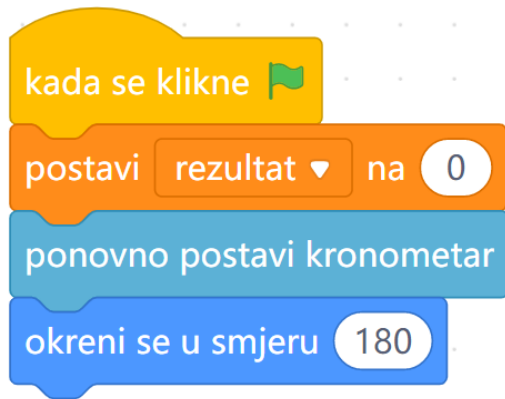 kada se klikne
postavi rezultat na 0
ponovno postavi kronometar
okreni se u smjeru 180